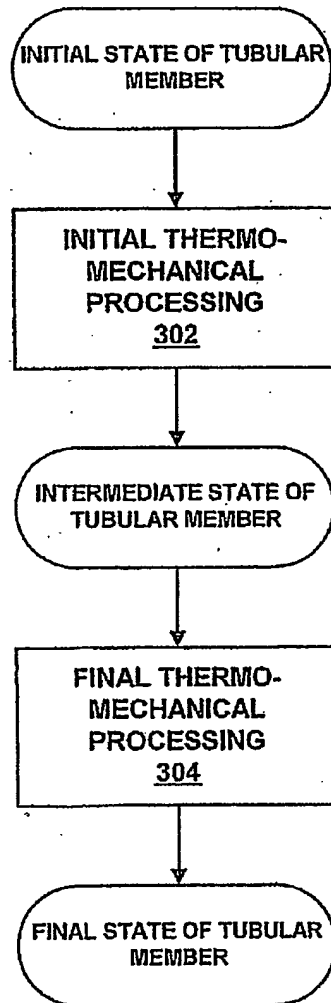 INITIAL STATE OF TUBULAR
MEMBER
INITIAL THERMO-
MECHANICAL
PROCESSING
302
INTERMEDIATE STATE OF
TUBULAR MEMBER
FINAL THERMO-
MECHANICAL
PROCESSING
304
FINAL STATE OF TUBULAR
MEMBER